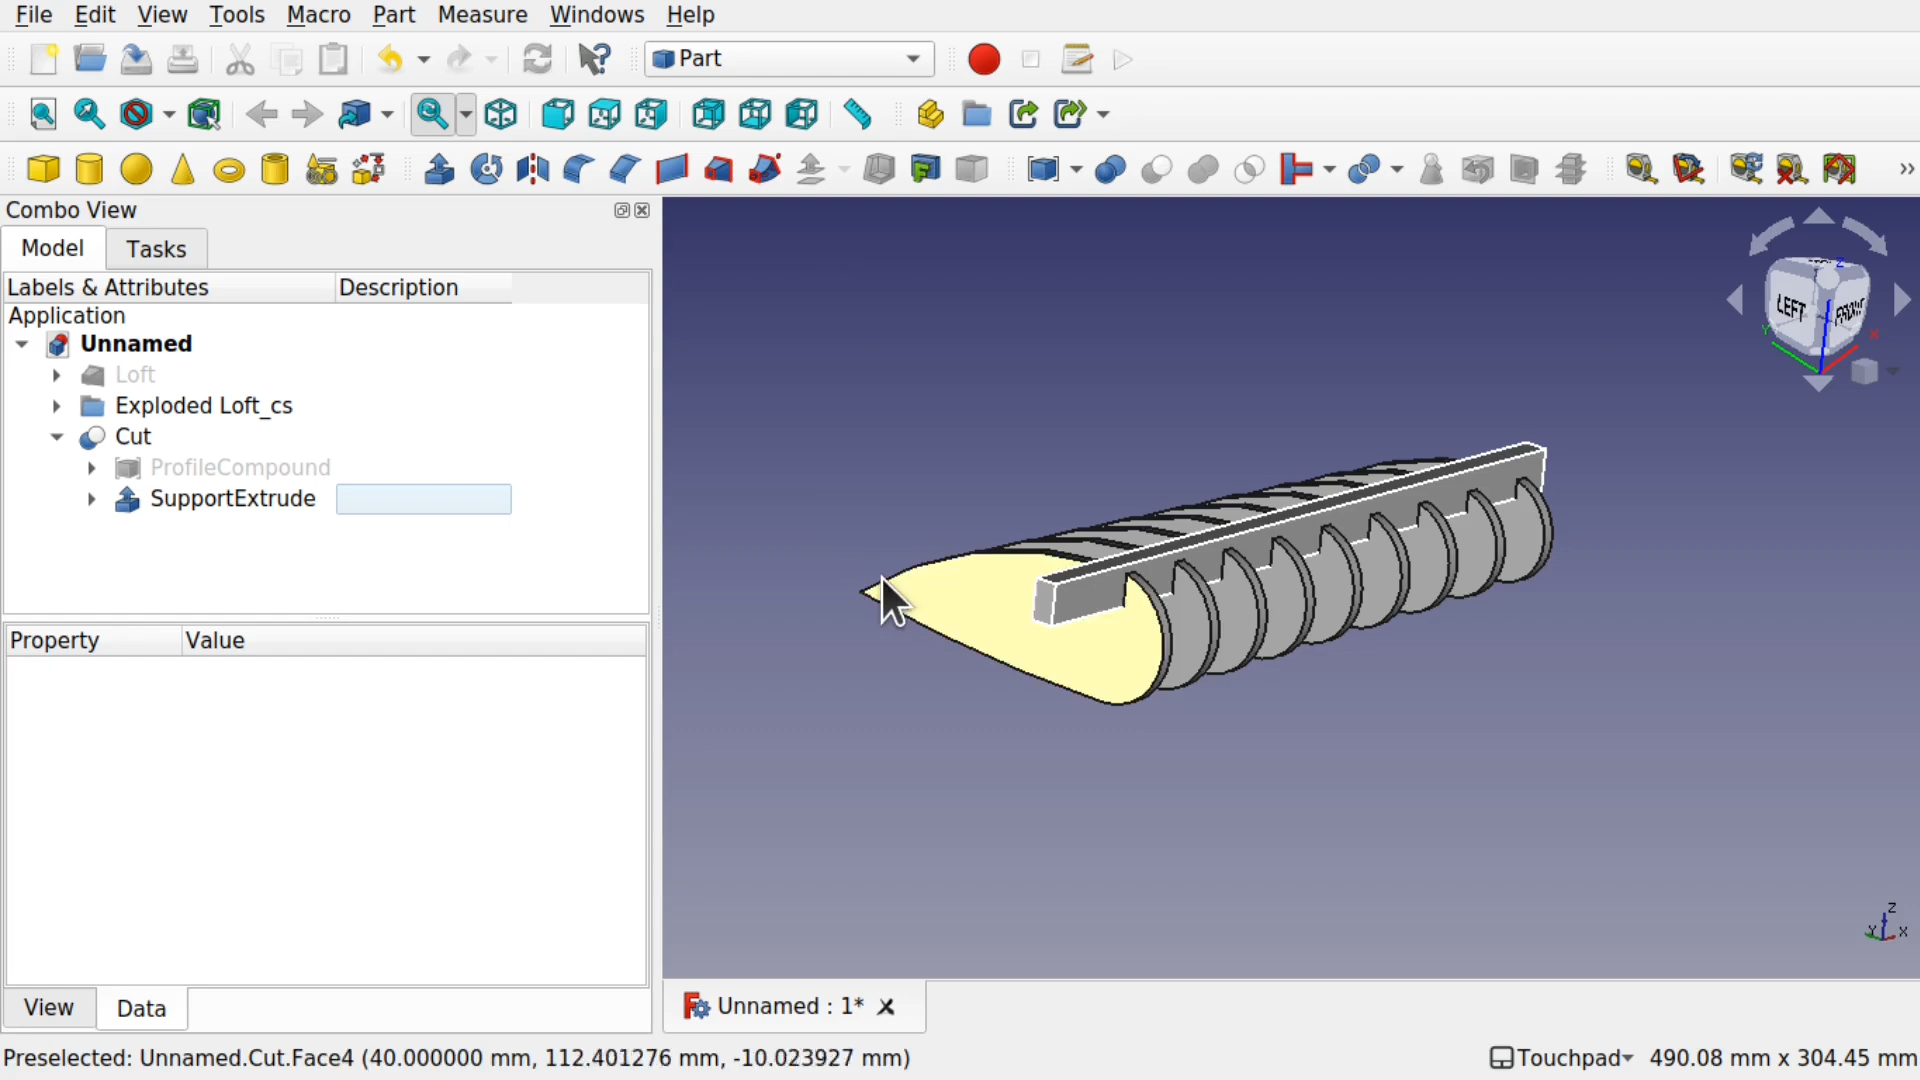 File Edit View Tools Macro Part Measure Windows Help
Part
Combo View
Model Tasks
Labels & Attributes Description
Application
Unnamed
Loft
Exploded Loft_cs
Cut
ProfileCompound
SupportExtrude
Property Value
View Data
LEFT FRONT
Z
Y X
Z
Y X
Unnamed : 1*
Preselected: Unnamed.Cut.Face4 (40.000000 mm, 112.401276 mm, -10.023927 mm)
Touchpad 490.08 mm x 304.45 mm